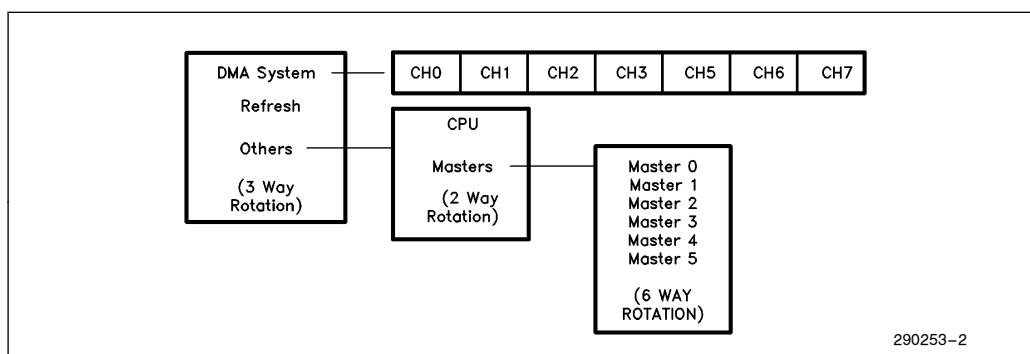 DMA System
Refresh
Others
(3 Way
Rotation)
CH0 CH1 CH2 CH3 CH5 CH6 CH7
CPU
Masters
(2 Way
Rotation)
Master 0
Master 1
Master 2
Master 3
Master 4
Master 5
(6 WAY
ROTATION)
290253–2